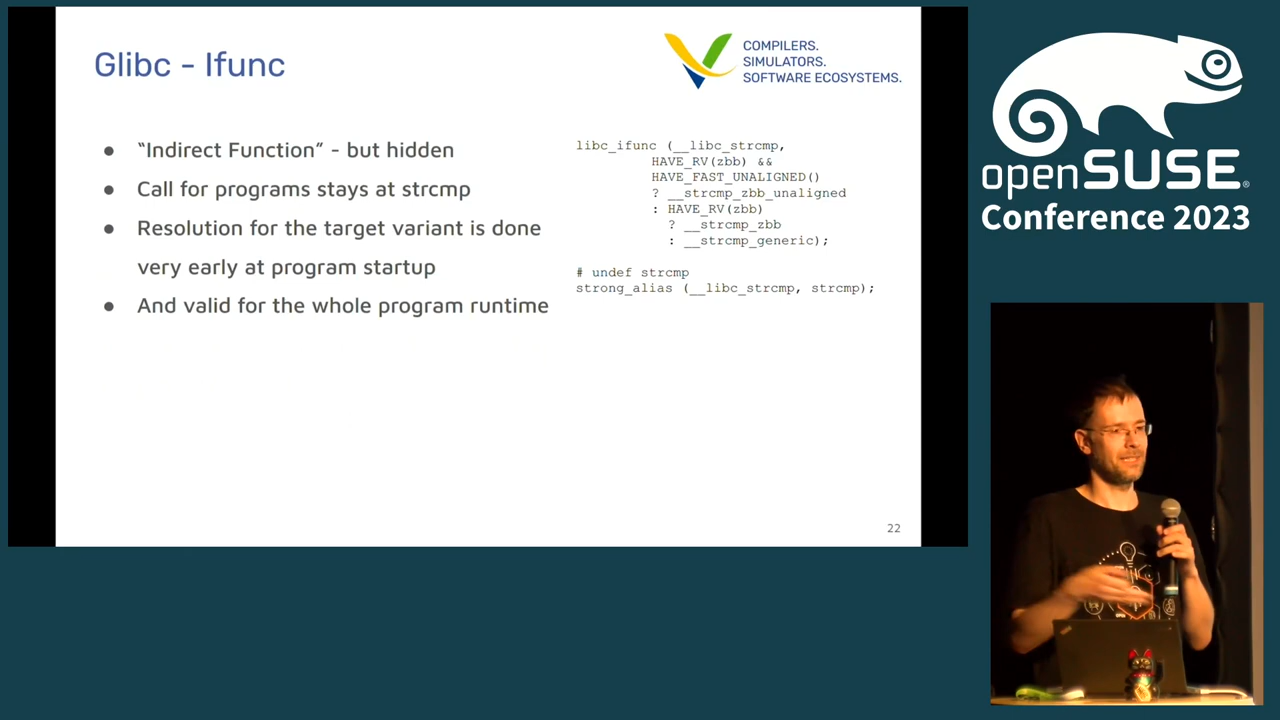 Glibc - Ifunc
COMPILERS.
SIMULATORS.
SOFTWARE ECOSYSTEMS.
● “Indirect Function” - but hidden
● Call for programs stays at strcmp
● Resolution for the target variant is done
very early at program startup
● And valid for the whole program runtime
libc_ifunc (__libc_strcmp,
HAVE_RV(zbb) &&
HAVE_FAST_UNALIGNED()
? __strcmp_zbb_unaligned
: HAVE_RV(zbb)
? __strcmp_zbb
: __strcmp_generic);
# undef strcmp
strong_alias (__libc_strcmp, strcmp);
22
openSUSE®
Conference 2023